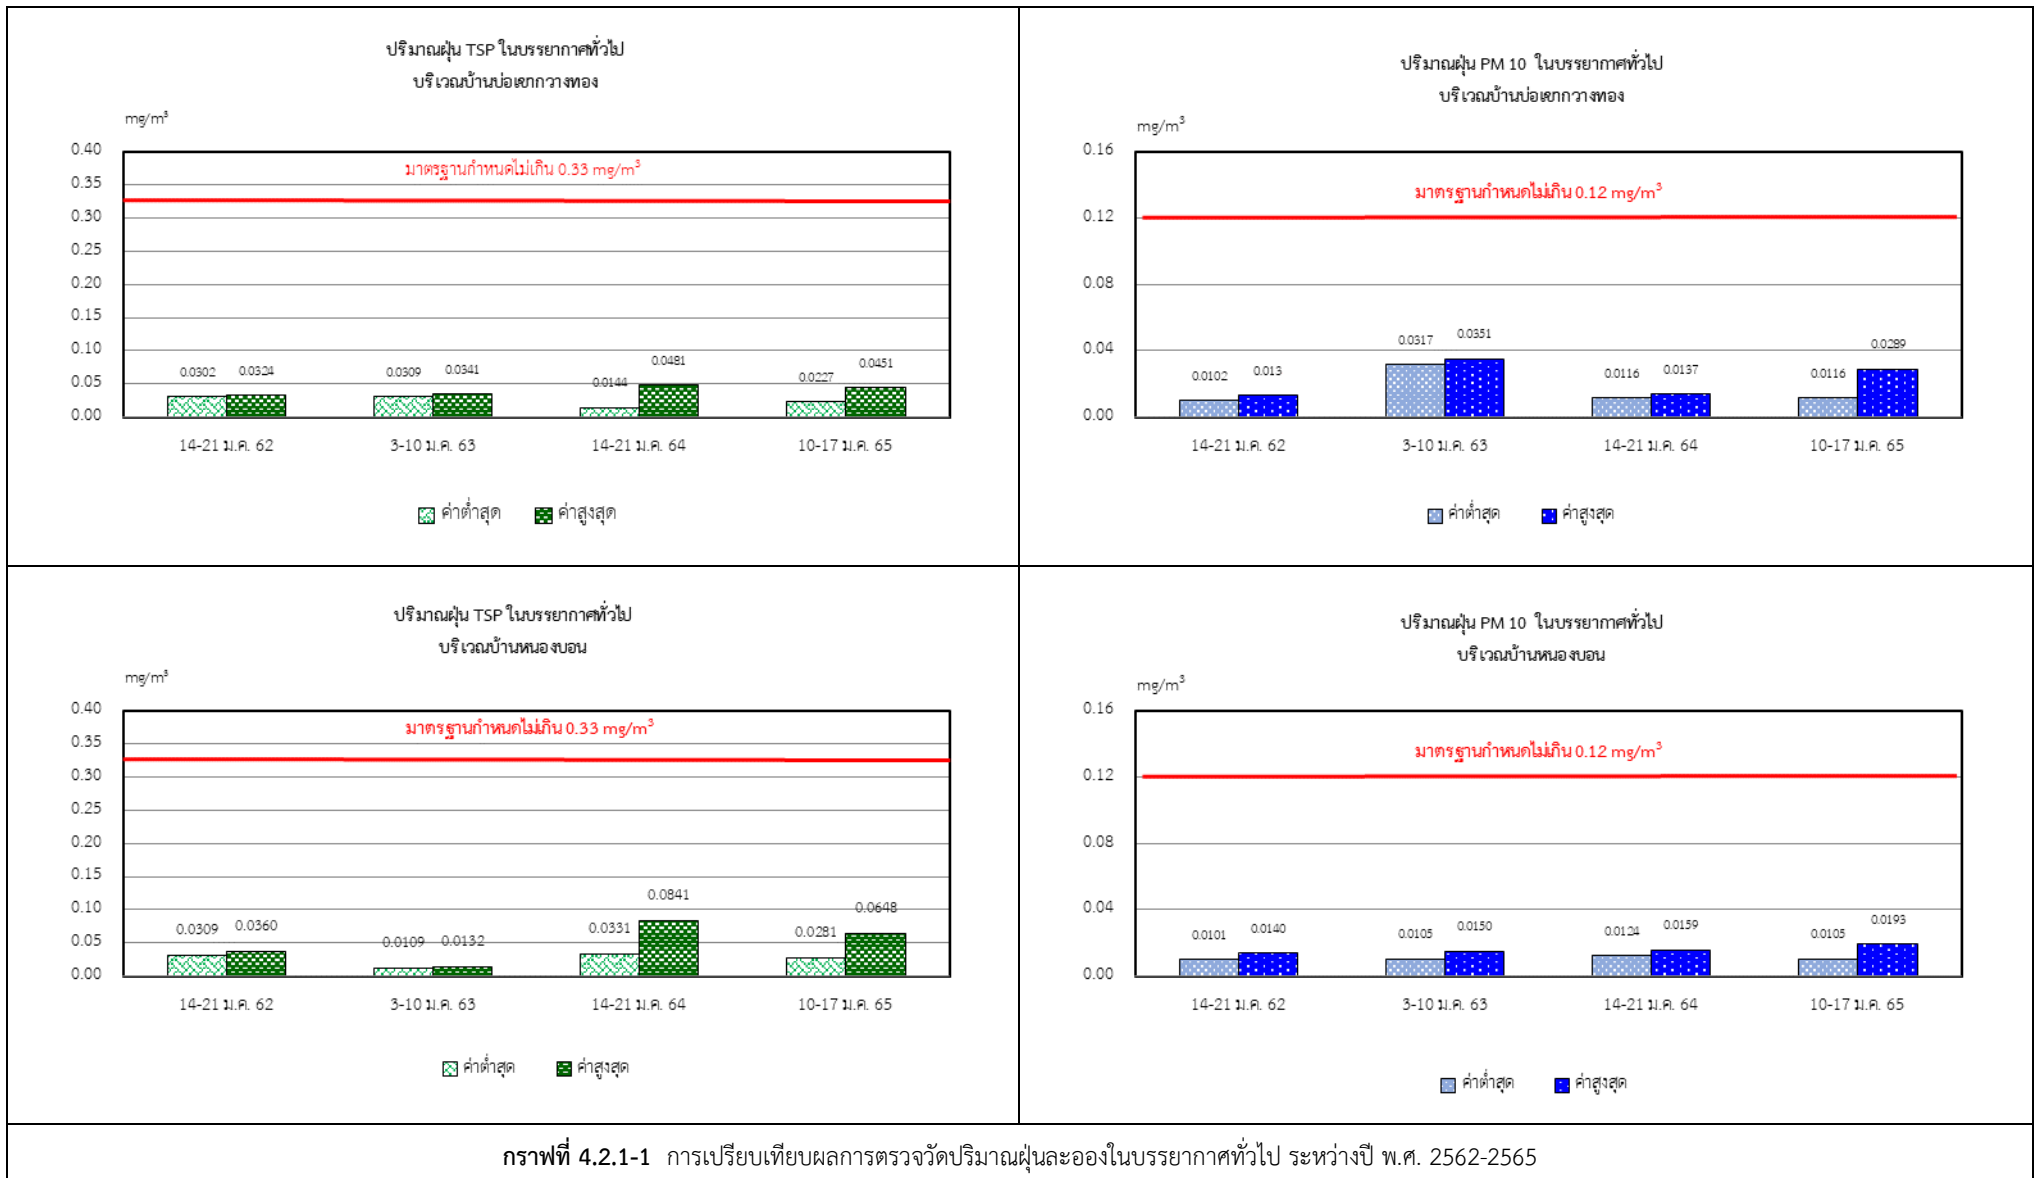 ปริมาณฝุ่น TSP ในบรรยากาศทั่วไป
บริเวณบ้านบ่อเขากวางทอง
mg/m³
0.40
มาตรฐานกำหนดไม่เกิน 0.33 mg/m³
0.35
0.30
0.25
0.20
0.15
0.10
0.05
0.00
0.0302 0.0324 0.0309 0.0341 0.0144 0.0481 0.0227 0.0451
14-21 ม.ค. 62 3-10 ม.ค. 63 14-21 ม.ค. 64 10-17 ม.ค. 65
ค่าต่ำสุด ค่าสูงสุด
ปริมาณฝุ่น PM 10 ในบรรยากาศทั่วไป
บริเวณบ้านบ่อเขากวางทอง
mg/m³
0.16
มาตรฐานกำหนดไม่เกิน 0.12 mg/m³
0.12
0.08
0.04
0.00
0.0102 0.013 0.0317 0.0351 0.0116 0.0137 0.0116 0.0289
14-21 ม.ค. 62 3-10 ม.ค. 63 14-21 ม.ค. 64 10-17 ม.ค. 65
ค่าต่ำสุด ค่าสูงสุด
ปริมาณฝุ่น TSP ในบรรยากาศทั่วไป
บริเวณบ้านหนองบอน
mg/m³
0.40
มาตรฐานกำหนดไม่เกิน 0.33 mg/m³
0.35
0.30
0.25
0.20
0.15
0.10
0.05
0.00
0.0309 0.0360 0.0109 0.0132 0.0331 0.0841 0.0281 0.0648
14-21 ม.ค. 62 3-10 ม.ค. 63 14-21 ม.ค. 64 10-17 ม.ค. 65
ค่าต่ำสุด ค่าสูงสุด
ปริมาณฝุ่น PM 10 ในบรรยากาศทั่วไป
บริเวณบ้านหนองบอน
mg/m³
0.16
มาตรฐานกำหนดไม่เกิน 0.12 mg/m³
0.12
0.08
0.04
0.00
0.0101 0.0140 0.0105 0.0150 0.0124 0.0159 0.0105 0.0193
14-21 ม.ค. 62 3-10 ม.ค. 63 14-21 ม.ค. 64 10-17 ม.ค. 65
ค่าต่ำสุด ค่าสูงสุด
กราฟที่ 4.2.1-1 การเปรียบเทียบผลการตรวจวัดปริมาณฝุ่นละอองในบรรยากาศทั่วไป ระหว่างปี พ.ศ. 2562-2565